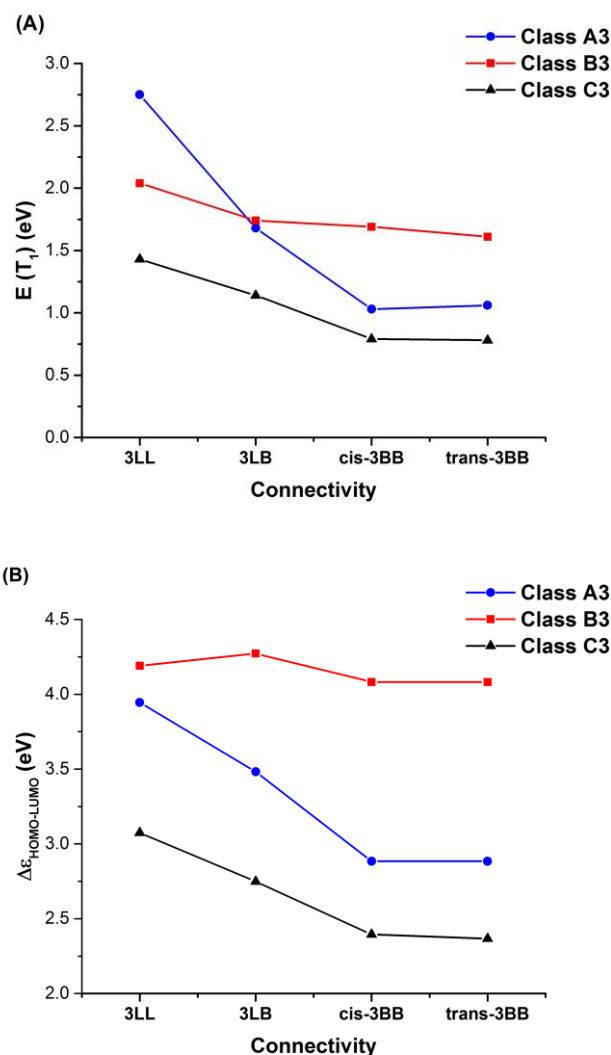 (A)
Class A3
Class B3
Class C3
3.0
2.5
2.0
1.5
1.0
0.5
0.0
E (T₁) (eV)
3LL
3LB
cis-3BB
trans-3BB
Connectivity
(B)
Class A3
Class B3
Class C3
4.5
4.0
3.5
3.0
2.5
2.0
Δε_HOMO-LUMO (eV)
3LL
3LB
cis-3BB
trans-3BB
Connectivity